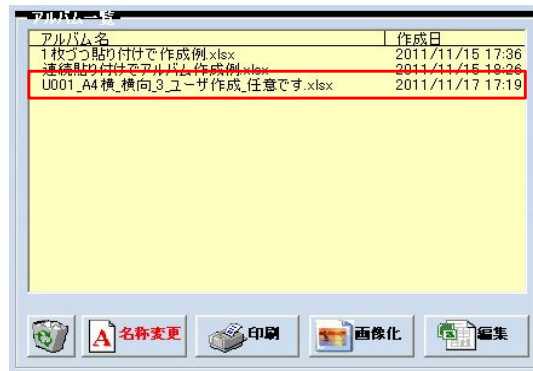 アルバム一覧
アルバム名 作成日
1枚づつ貼り付けで作成例.xlsx 2011/11/15 17:36
連続貼り付けでアルバム作成例.xlsx 2011/11/15 18:26
U001_A4横_横向_3_ユーザ作成_任意です.xlsx 2011/11/17 17:19
名称変更 印刷 画像化 編集